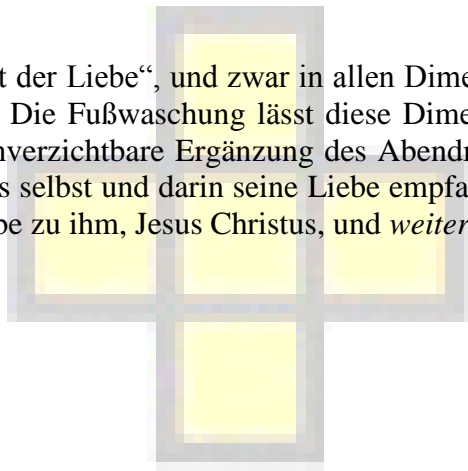 t der Liebe“, und zwar in allen Dime
Die Fußwaschung lässt diese Dime
nverzichtbare Ergänzung des Abendm
s selbst und darin seine Liebe empfa
be zu ihm, Jesus Christus, und weiter